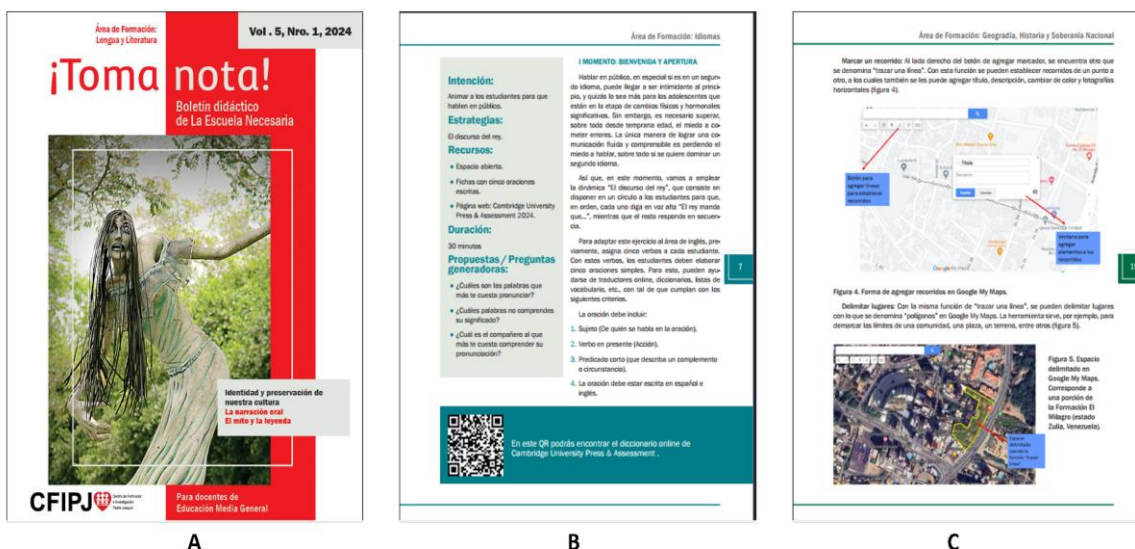 Área de Formación:
Lengua y Literatura
Vol . 5, Nro. 1, 2024
¡Toma nota!
Boletín didáctico
de La Escuela Necesaria
Identidad y preservación de
nuestra cultura
La narración oral
El mito y la leyenda
CFIPJ
Para docentes de
Educación Media General
A
Área de Formación: Idiomas
Intención:
Animar a los estudiantes para que
hablen en público.
Estrategias:
El discurso del rey.
Recursos:
• Espacio abierto.
• Fichas con cinco oraciones
escritas.
• Página web: Cambridge University
Press & Assessment 2024.
Duración:
30 minutos
Propuestas / Preguntas
generadoras:
• ¿Cuáles son las palabras que
más te cuesta pronunciar?
• ¿Cuáles palabras no comprendes
su significado?
• ¿Cuál es el compañero al que
más te cuesta comprender su
pronunciación?
I MOMENTO: BIENVENIDA Y APERTURA
Hablar en público, en especial si es en un segun-
do idioma, puede llegar a ser intimidante al princi-
pio, y quizás lo sea más para los adolescentes que
están en la etapa de cambios físicos y hormonales
significativos. Sin embargo, es necesario superar,
sobre todo desde temprana edad, el miedo a co-
meter errores. La única manera de lograr una co-
municación fluida y comprensible es perdiendo el
miedo a hablar, sobre todo si se quiere dominar un
segundo idioma.
Así que, en este momento, vamos a emplear
la dinámica "El discurso del rey", que consiste en
disponer en un círculo a los estudiantes para que,
en orden, cada uno diga en voz alta "El rey manda
que...", mientras que el resto responde en secuen-
cia.
Para adaptar este ejercicio al área de inglés, pre-
viamente, asigna cinco verbos a cada estudiante.
Con estos verbos, los estudiantes deben elaborar
cinco oraciones simples. Para esto, pueden ayu-
darse de traductores online, diccionarios, listas de
vocabulario, etc., con tal de que cumplan con los
siguientes criterios.
La oración debe incluir:
1. Sujeto (De quién se habla en la oración).
2. Verbo en presente (Acción).
3. Predicado corto (que describa un complemento
o circunstancia).
4. La oración debe estar escrita en español e
inglés.
7
En este QR podrás encontrar el diccionario online de
Cambridge University Press & Assessment .
B
Área de Formación: Geogradía, Historia y Soberanía Nacional
Marcar un recorrido: Al lado derecho del botón de agregar marcador, se encuentra otro que
se denomina "trazar una línea". Con esta función se pueden establecer recorridos de un punto a
otro, a los cuales también se les puede agregar título, descripción, cambiar de color y fotografías
horizontales (figura 4).
Título
Botón para
agregar líneas
para establecer
recorridos
Ventana para
agregar
elementos a los
recorridos
Google My Maps
Figura 4. Forma de agregar recorridos en Google My Maps.
Delimitar lugares: Con la misma función de "trazar una línea", se pueden delimitar lugares
con lo que se denomina "polígonos" en Google My Maps. La herramienta sirve, por ejemplo, para
demarcar los límites de una comunidad, una plaza, un terreno, entre otros (figura 5).
Espacio
delimitado
usando la
función "trazar
línea"
Figura 5. Espacio
delimitado en
Google My Maps.
Corresponde a
una porción de
la Formación El
Milagro (estado
Zulia, Venezuela).
C